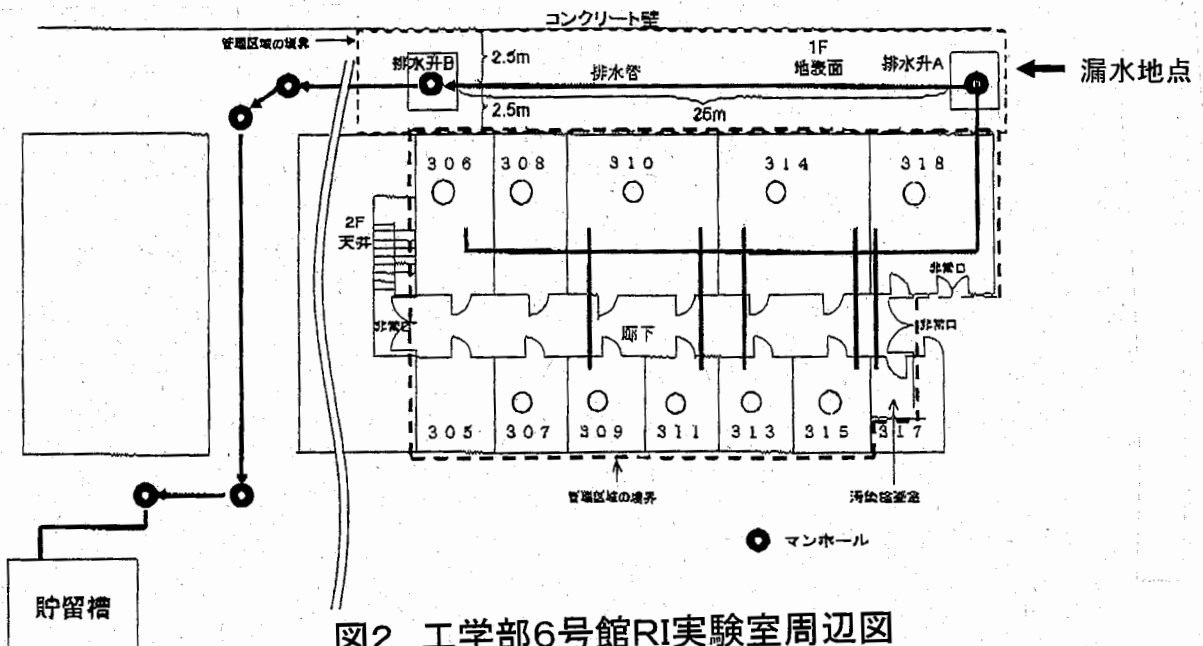 コンクリート壁
管理区域の境界
2.5m
1F
地表面
排水升B
排水管
排水升A
漏水地点
2.5m
25m
306
308
310
314
318
2F
天井
非常口
非常口
廊下
非常口
305
307
309
311
313
315
317
管理区域の境界
汚染検査室
マンホール
貯留槽
図2 工学部6号館RI実験室周辺図